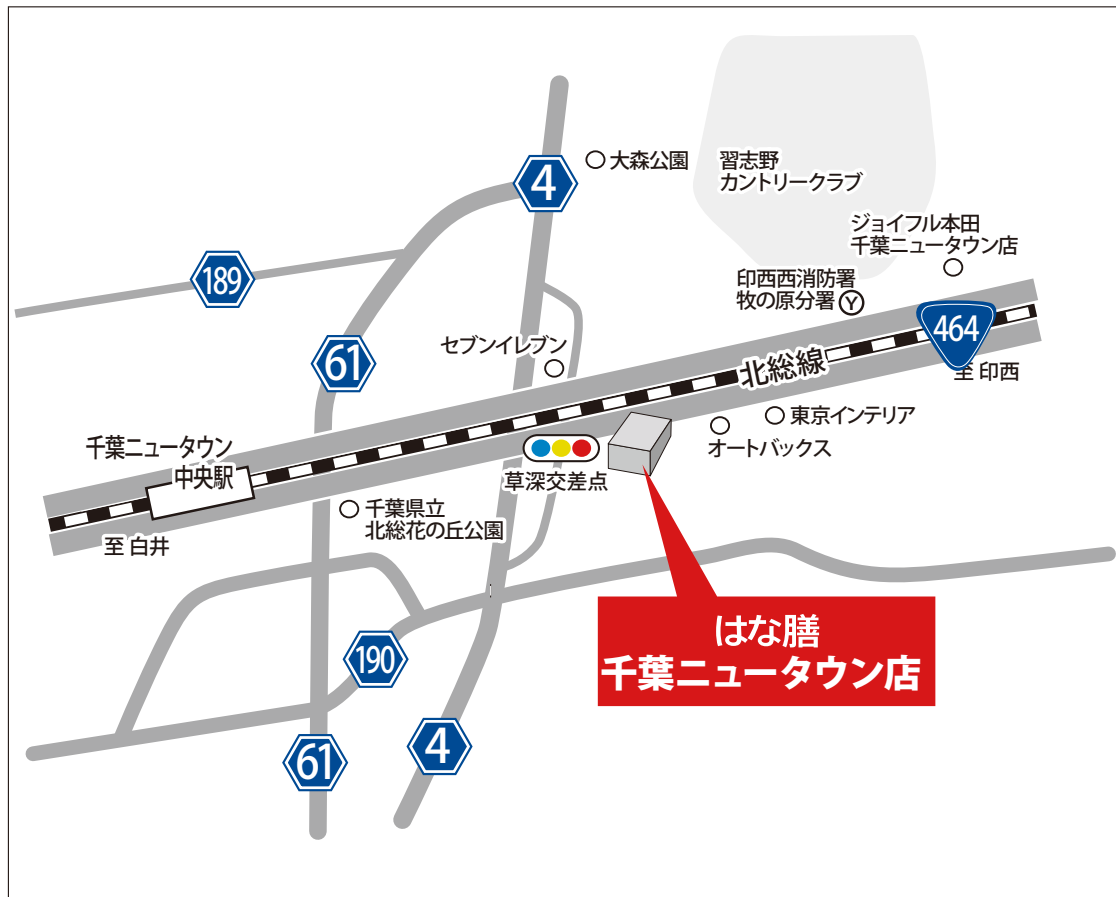 4
大森公園
習志野
カントリークラブ
ジョイフル本田
千葉ニュータウン店
189
印西西消防署
牧の原分署
Y
464
61
セブンイレブン
北総線
至 印西
東京インテリア
オートバックス
千葉ニュータウン
中央駅
草深交差点
千葉県立
北総花の丘公園
至 白井
はな膳
千葉ニュータウン店
190
4
61